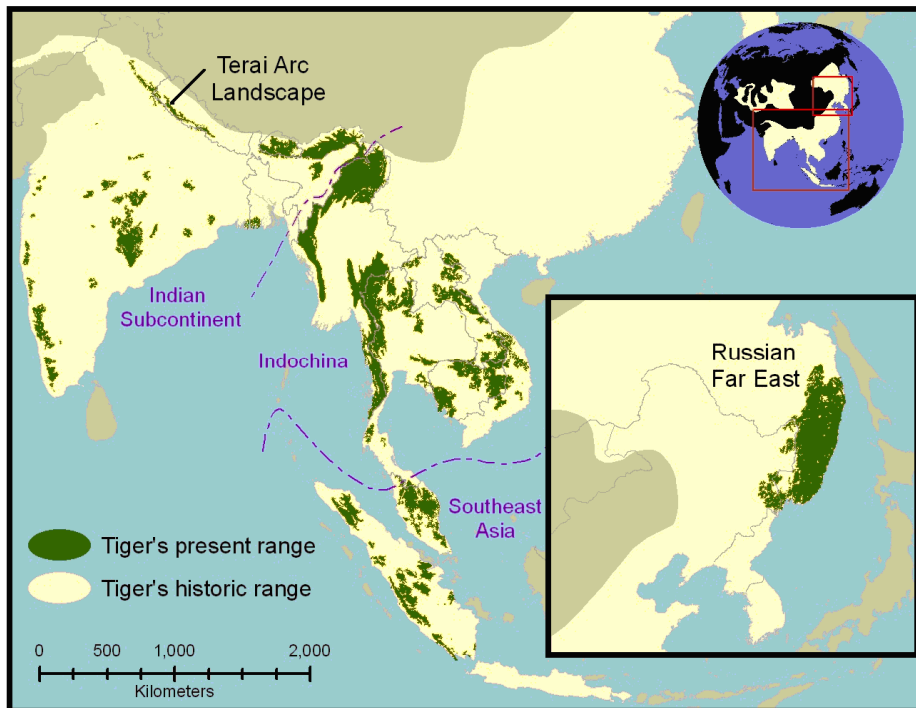 Terai Arc
Landscape
Indian
Subcontinent
Indochina
Russian
Far East
Southeast
Asia
Tiger's present range
Tiger's historic range
0 500 1,000 2,000
Kilometers